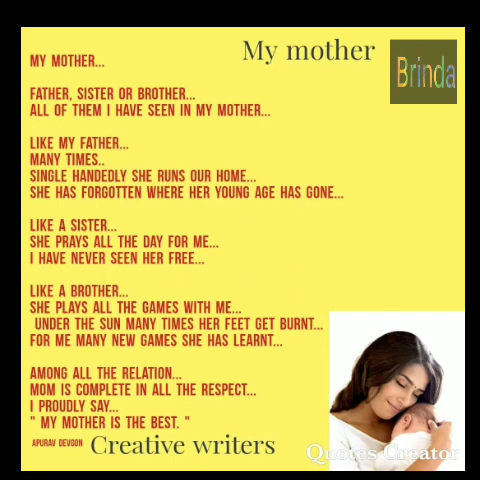 My mother
Brinda
MY MOTHER...
FATHER, SISTER OR BROTHER...
ALL OF THEM I HAVE SEEN IN MY MOTHER...
LIKE MY FATHER...
MANY TIMES..
SINGLE HANDEDLY SHE RUNS OUR HOME...
SHE HAS FORGOTTEN WHERE HER YOUNG AGE HAS GONE...
LIKE A SISTER...
SHE PRAYS ALL THE DAY FOR ME...
I HAVE NEVER SEEN HER FREE...
LIKE A BROTHER...
SHE PLAYS ALL THE GAMES WITH ME...
UNDER THE SUN MANY TIMES HER FEET GET BURNT...
FOR ME MANY NEW GAMES SHE HAS LEARNT...
AMONG ALL THE RELATION...
MOM IS COMPLETE IN ALL THE RESPECT...
I PROUDLY SAY...
" MY MOTHER IS THE BEST. "
APURAV DEVGON
Creative writers
Quotes Creator